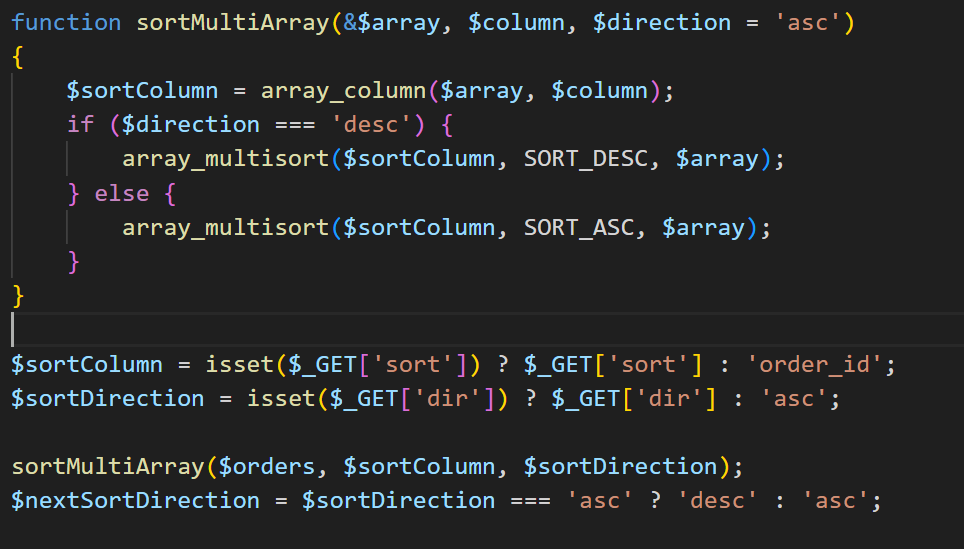 function sortMultiArray(&$array, $column, $direction = 'asc')
{
    $sortColumn = array_column($array, $column);
    if ($direction === 'desc') {
        array_multisort($sortColumn, SORT_DESC, $array);
    } else {
        array_multisort($sortColumn, SORT_ASC, $array);
    }
}
$sortColumn = isset($_GET['sort']) ? $_GET['sort'] : 'order_id';
$sortDirection = isset($_GET['dir']) ? $_GET['dir'] : 'asc';
sortMultiArray($orders, $sortColumn, $sortDirection);
$nextSortDirection = $sortDirection === 'asc' ? 'desc' : 'asc';